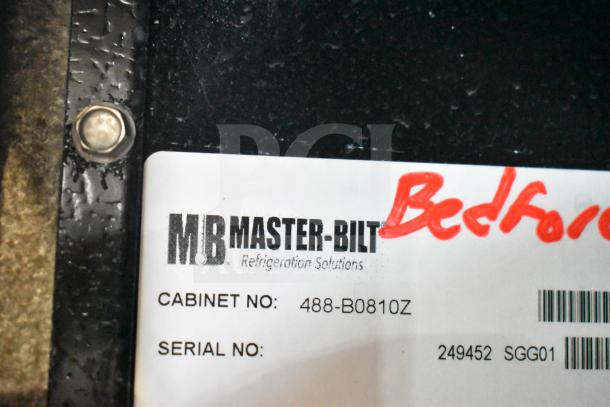 Bedford
MB MASTER-BILT
Refrigeration Solutions
CABINET NO: 488-B0810Z
SERIAL NO: 249452 SGG01